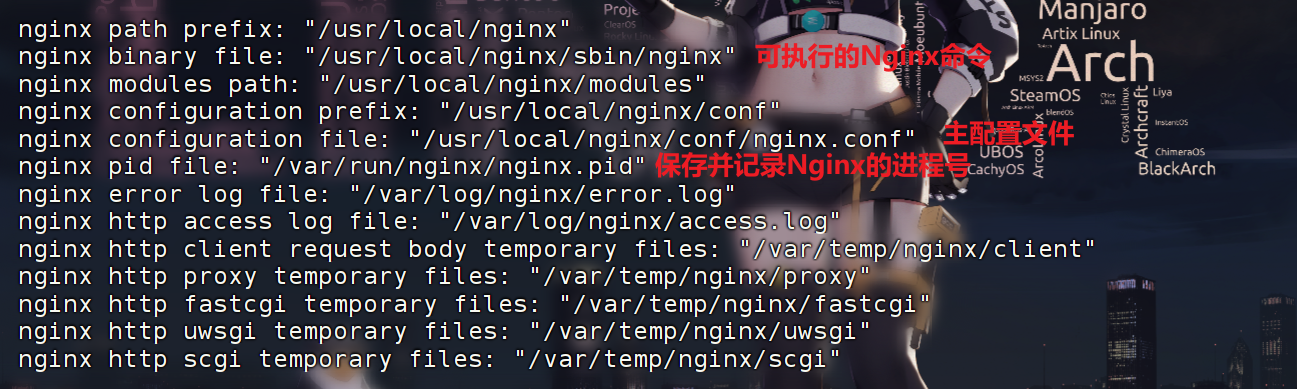 nginx path prefix: "/usr/local/nginx"
nginx binary file: "/usr/local/nginx/sbin/nginx" 可执行的Nginx命令
nginx modules path: "/usr/local/nginx/modules"
nginx configuration prefix: "/usr/local/nginx/conf"
nginx configuration file: "/usr/local/nginx/conf/nginx.conf" 主配置文件
nginx pid file: "/var/run/nginx/nginx.pid" 保存并记录Nginx的进程号
nginx error log file: "/var/log/nginx/error.log"
nginx http access log file: "/var/log/nginx/access.log"
nginx http client request body temporary files: "/var/temp/nginx/client"
nginx http proxy temporary files: "/var/temp/nginx/proxy"
nginx http fastcgi temporary files: "/var/temp/nginx/fastcgi"
nginx http uwsgi temporary files: "/var/temp/nginx/uwsgi"
nginx http scgi temporary files: "/var/temp/nginx/scgi"
ClearOS
Manjaro
Artix Linux
Arch
MSYS2
SteamOS
Liya
Crystal Linux
Archcraft
InstantOS
UBOS
ChimeraOS
CachyOS
BlackArch